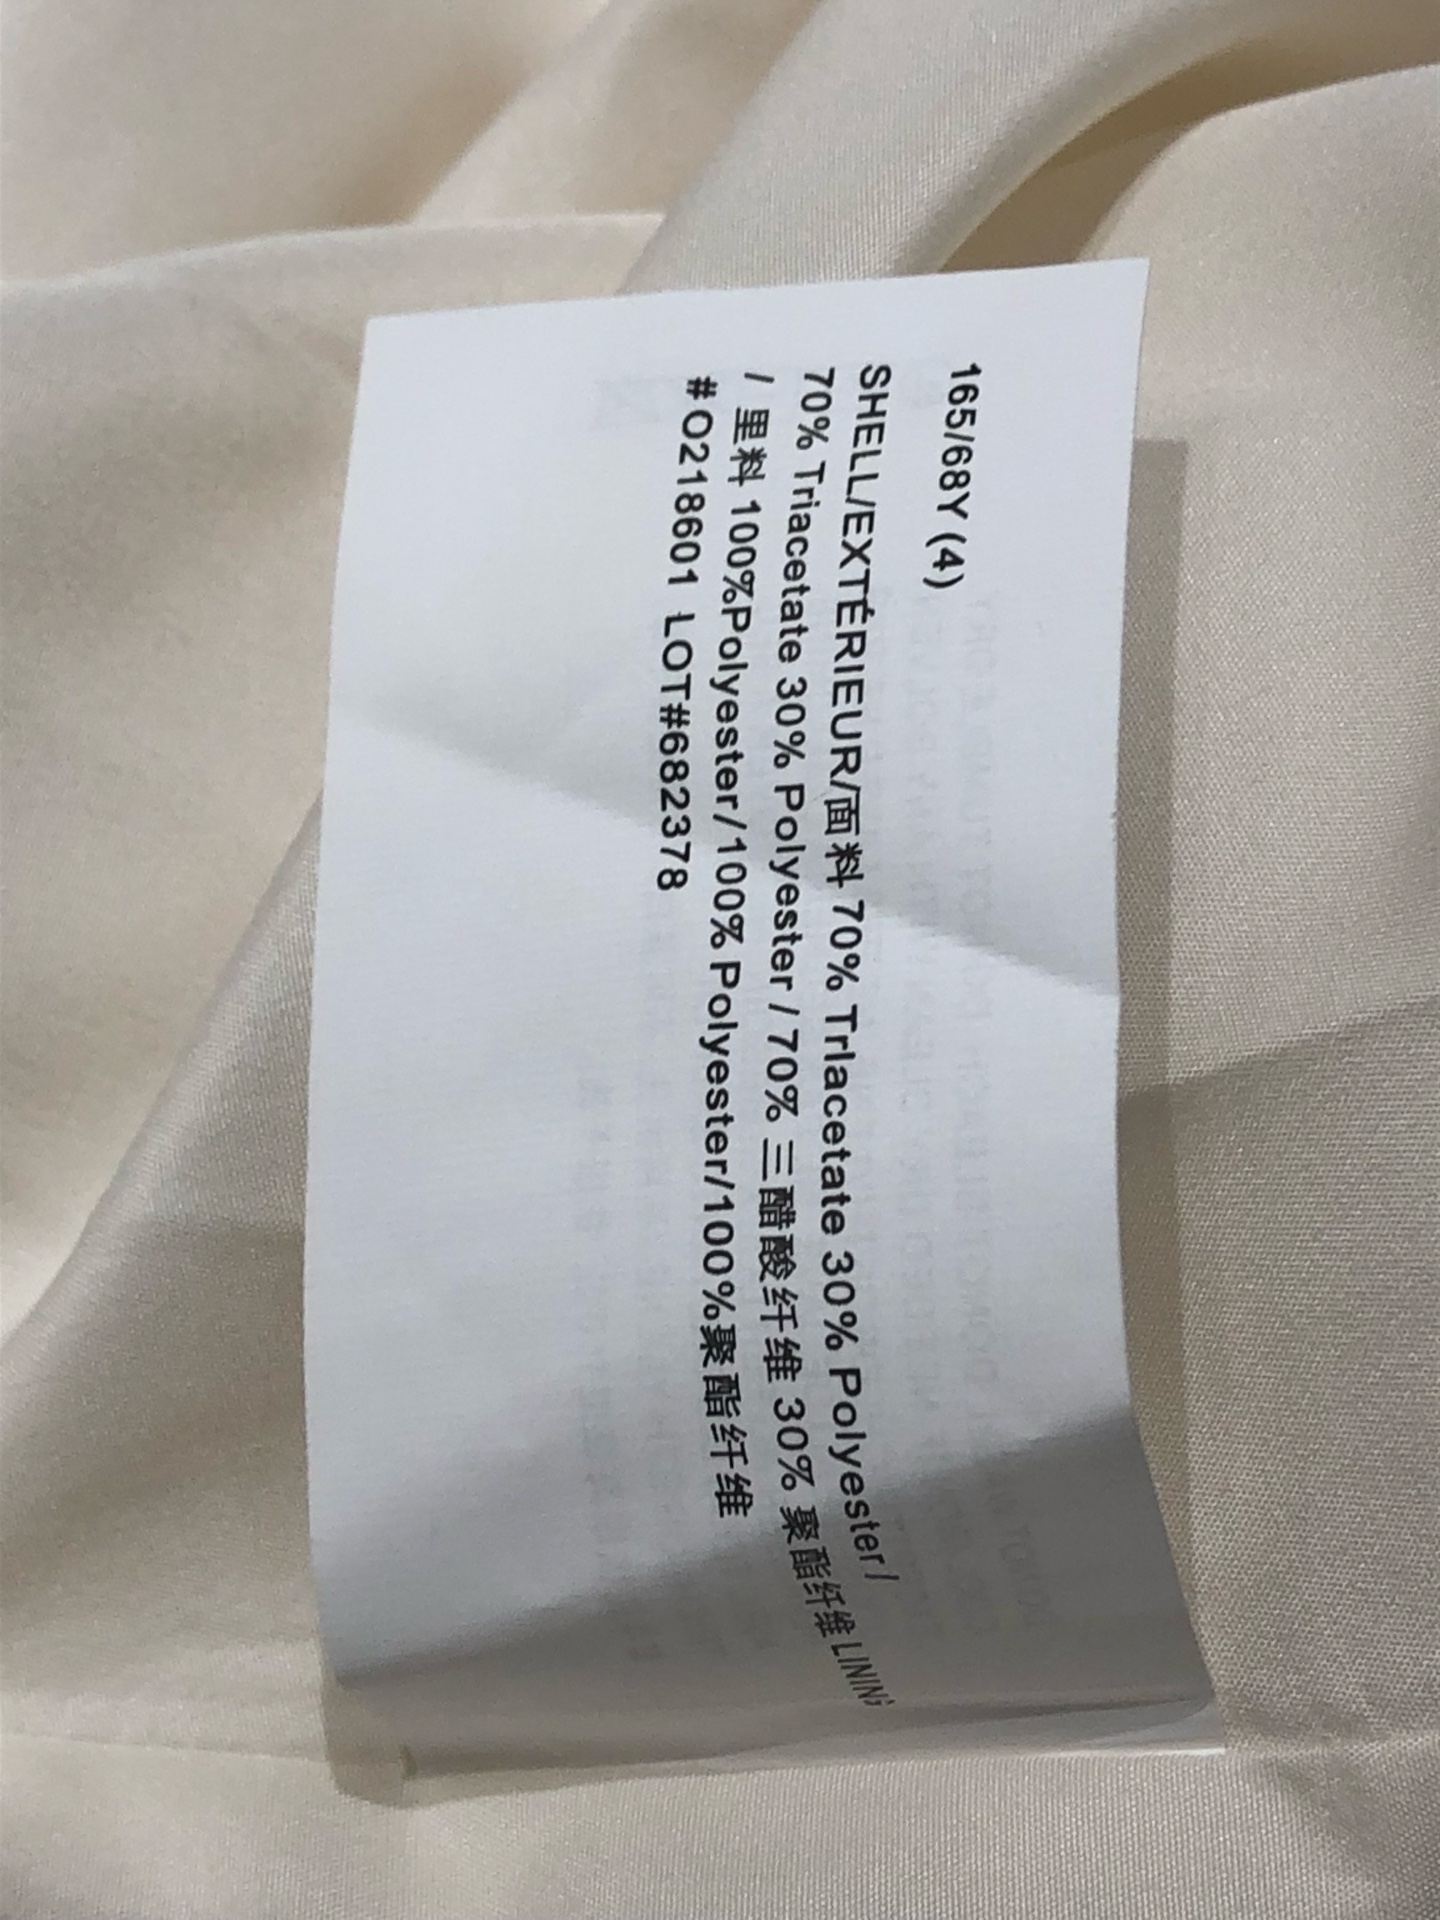 165/68Y (4)
SHELL/EXTÉRIEUR/面料 70% Triacetate 30% Polyester /
70% Triacetate 30% Polyester / 70% 三醋酸纤维 30% 聚酯纤维 LINING
/ 里料 100%Polyester/100% Polyester/100%聚酯纤维
# O218601 LOT#682378